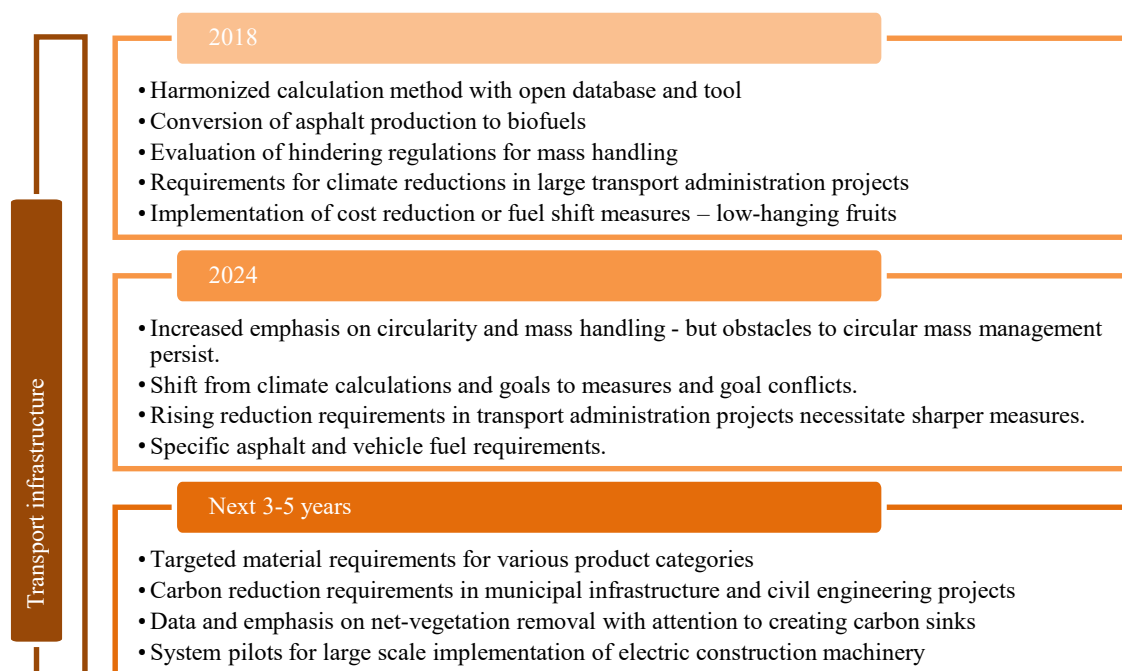 Transport infrastructure
2018
• Harmonized calculation method with open database and tool
• Conversion of asphalt production to biofuels
• Evaluation of hindering regulations for mass handling
• Requirements for climate reductions in large transport administration projects
• Implementation of cost reduction or fuel shift measures – low-hanging fruits
2024
• Increased emphasis on circularity and mass handling - but obstacles to circular mass management
persist.
• Shift from climate calculations and goals to measures and goal conflicts.
• Rising reduction requirements in transport administration projects necessitate sharper measures.
• Specific asphalt and vehicle fuel requirements.
Next 3-5 years
• Targeted material requirements for various product categories
• Carbon reduction requirements in municipal infrastructure and civil engineering projects
• Data and emphasis on net-vegetation removal with attention to creating carbon sinks
• System pilots for large scale implementation of electric construction machinery